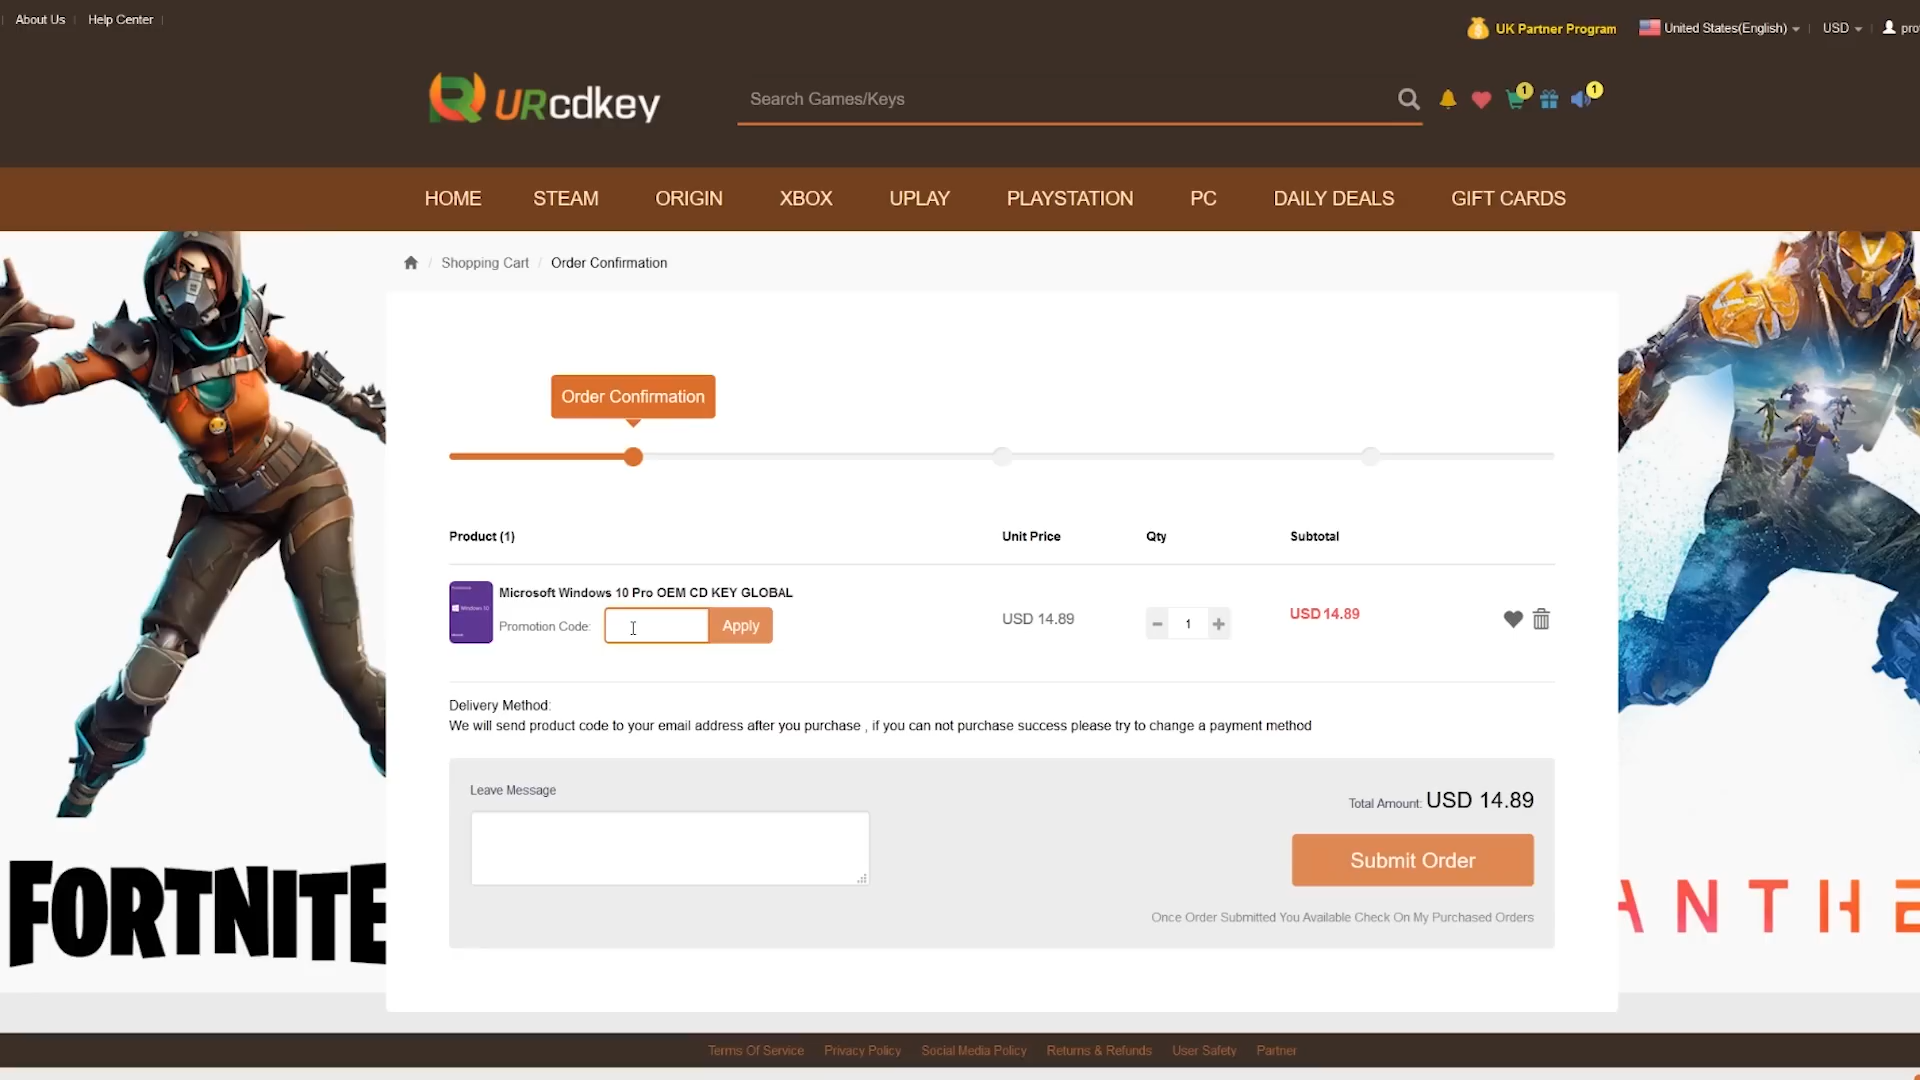 About Us
Help Center
UK Partner Program
United States(English)
USD
pro
URcdkey
Search Games/Keys
1
1
HOME
STEAM
ORIGIN
XBOX
UPLAY
PLAYSTATION
PC
DAILY DEALS
GIFT CARDS
/ Shopping Cart / Order Confirmation
Order Confirmation
Product (1)
Unit Price
Qty
Subtotal
Windows 10
Microsoft Windows 10 Pro OEM CD KEY GLOBAL
Promotion Code:
Apply
USD 14.89
1
USD 14.89
Delivery Method:
We will send product code to your email address after you purchase , if you can not purchase success please try to change a payment method
Leave Message
Total Amount: USD 14.89
Submit Order
Once Order Submitted You Available Check On My Purchased Orders
FORTNITE
ANTHE
Terms Of Service
Privacy Policy
Social Media Policy
Returns & Refunds
User Safety
Partner